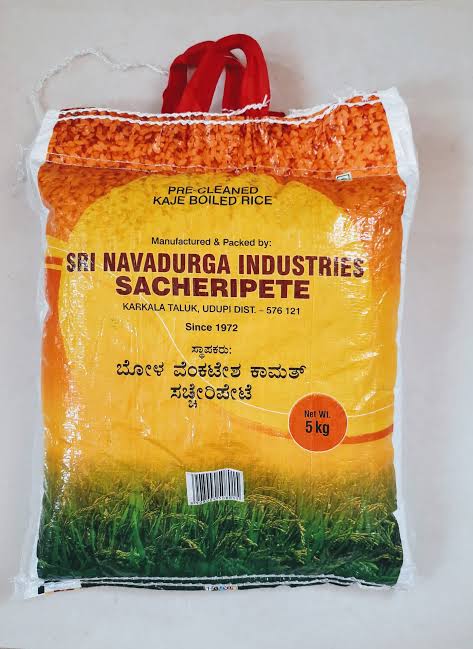 PRE-CLEANED
KAJE BOILED RICE
Manufactured & Packed by:
SRI NAVADURGA INDUSTRIES
SACHERIPETE
KARKALA TALUK, UDUPI DIST. – 576 121
Since 1972
ಸ್ಥಾಪಕರು:
ಬೋಳ ವೆಂಕಟೇಶ ಕಾಮತ್
ಸಚ್ಚೇರಿಪೇಟೆ
Net Wt.
5 kg